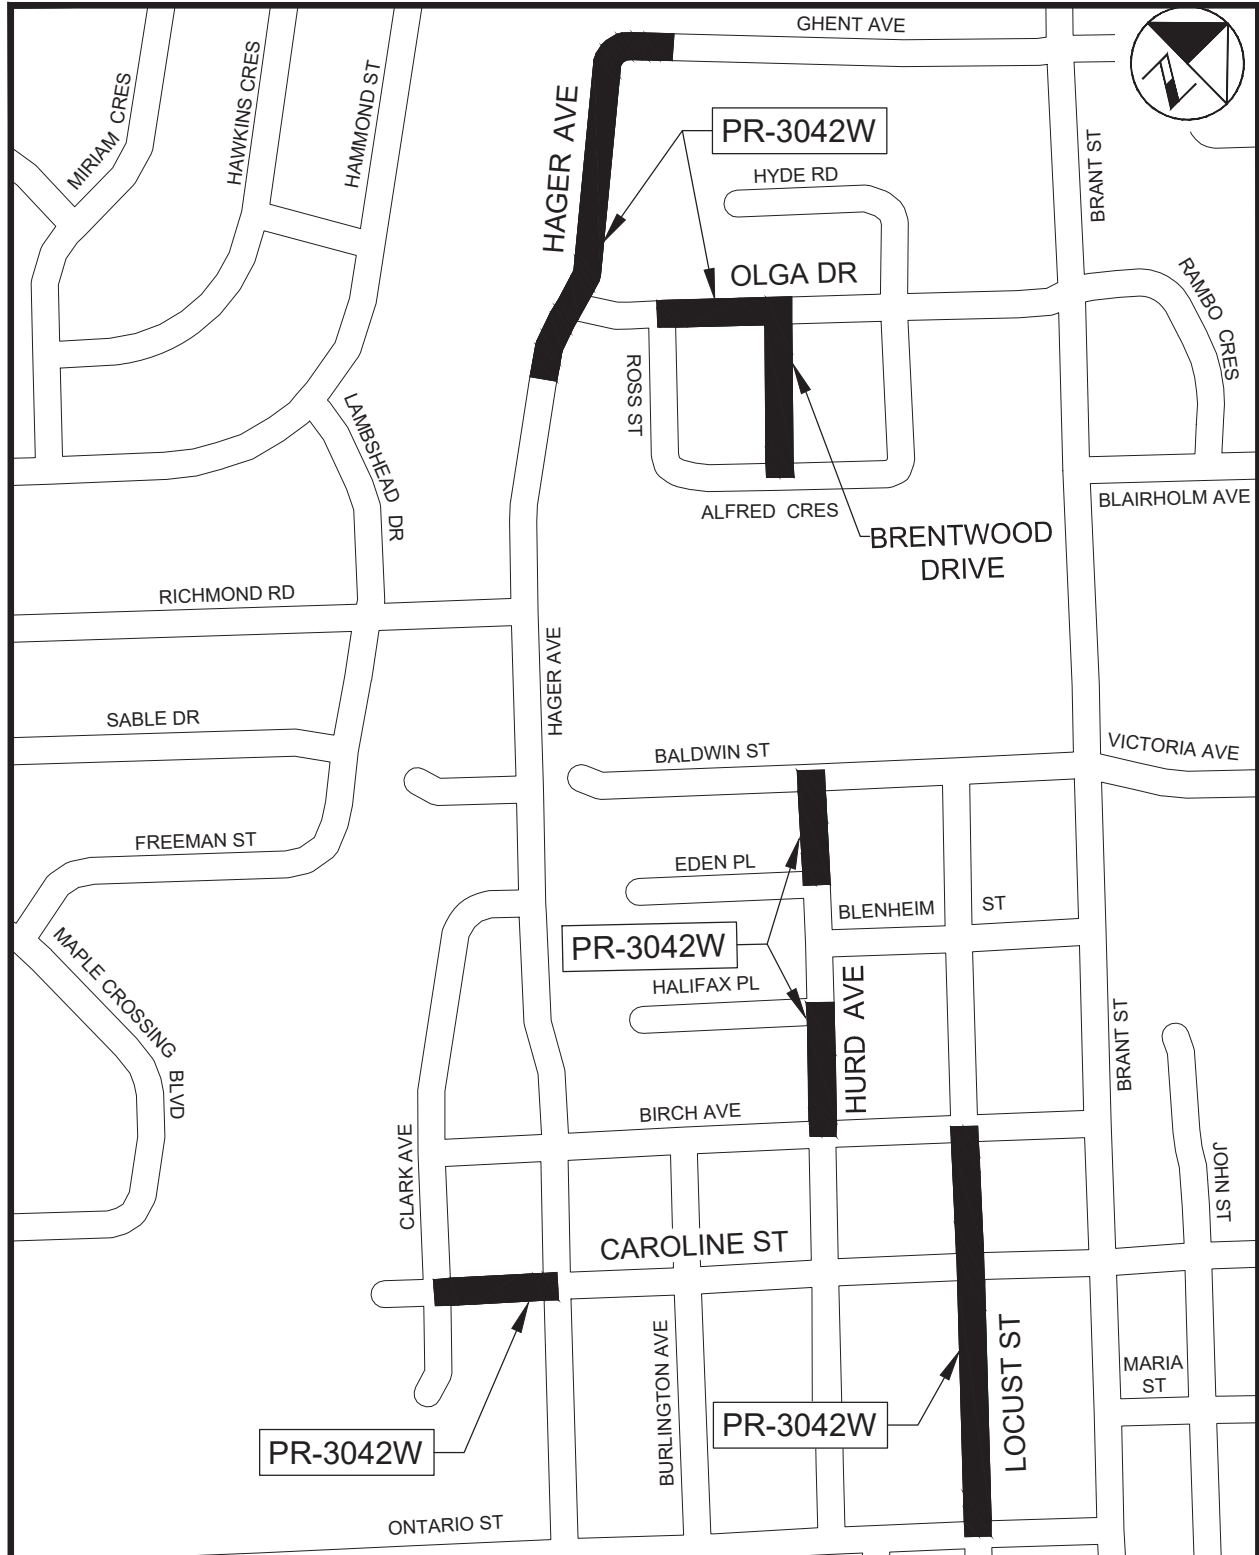 GHENT AVE
HAGER AVE
PR-3042W
MIRIAM CRES
HAWKINS CRES
HAMMOND ST
BRANT ST
HYDE RD
OLGA DR
RAMBO CRES
ROSS ST
LAMBSHEAD DR
ALFRED CRES
BLAIRHOLM AVE
BRENTWOOD
DRIVE
RICHMOND RD
HAGER AVE
SABLE DR
BALDWIN ST
VICTORIA AVE
FREEMAN ST
EDEN PL
BLENHEIM ST
PR-3042W
MAPLE CROSSING BLVD
HALIFAX PL
HURD AVE
BRANT ST
BIRCH AVE
CLARK AVE
JOHN ST
CAROLINE ST
LOCUST ST
BURLINGTON AVE
MARIA
ST
PR-3042W
PR-3042W
ONTARIO ST